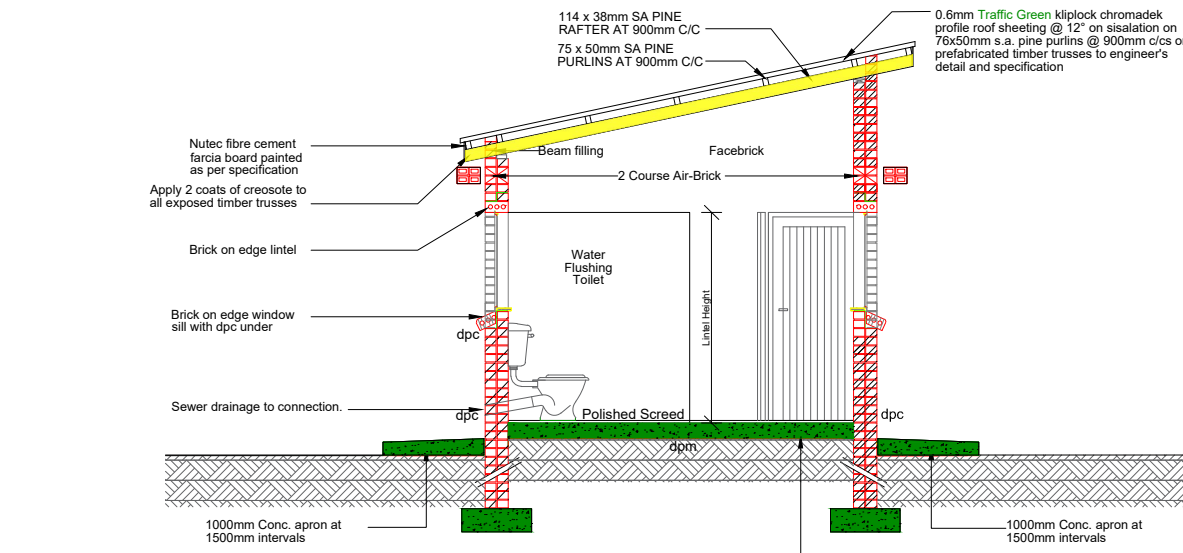 114 x 38mm SA PINE
RAFTER AT 900mm C/C
75 x 50mm SA PINE
PURLINS AT 900mm C/C
0.6mm Traffic Green kliplock chromadek
profile roof sheeting @ 12° on sisalation on
76x50mm s.a. pine purlins @ 900mm c/cs or
prefabricated timber trusses to engineer's
detail and specification
Nutec fibre cement
farcia board painted
as per specification
Beam filling
Facebrick
2 Course Air-Brick
Apply 2 coats of creosote to
all exposed timber trusses
Brick on edge lintel
Water
Flushing
Toilet
Lintel Height
Brick on edge window
sill with dpc under
dpc
Sewer drainage to connection.
dpc
Polished Screed
dpc
dpm
1000mm Conc. apron at
1500mm intervals
1000mm Conc. apron at
1500mm intervals